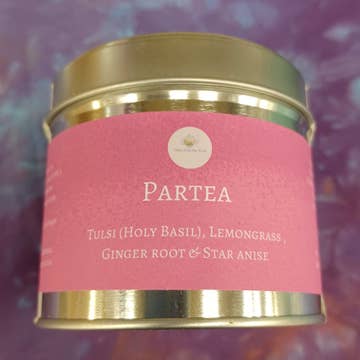 Partea
Tulsi (Holy Basil), Lemongrass ,
Ginger root & Star anise